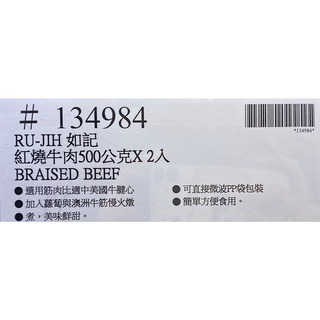 # 134984
*134984*
RU-JIH 如記
紅燒牛肉500公克X 2入
BRAISED BEEF
●選用筋肉比適中美國牛腱心
●加入蘿蔔與澳洲牛筋慢火燉
●煮，美味鮮甜。
●可直接微波PP袋包裝
●簡單方便食用。